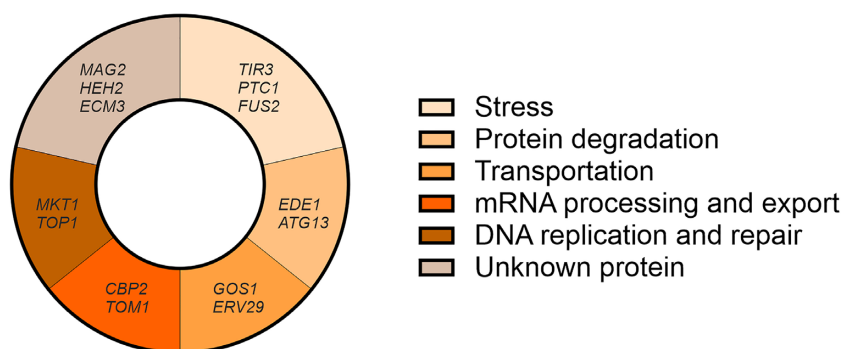 MAG2
HEH2
ECM3
TIR3
PTC1
FUS2
MKT1
TOP1
EDE1
ATG13
CBP2
TOM1
GOS1
ERV29
Stress
Protein degradation
Transportation
mRNA processing and export
DNA replication and repair
Unknown protein